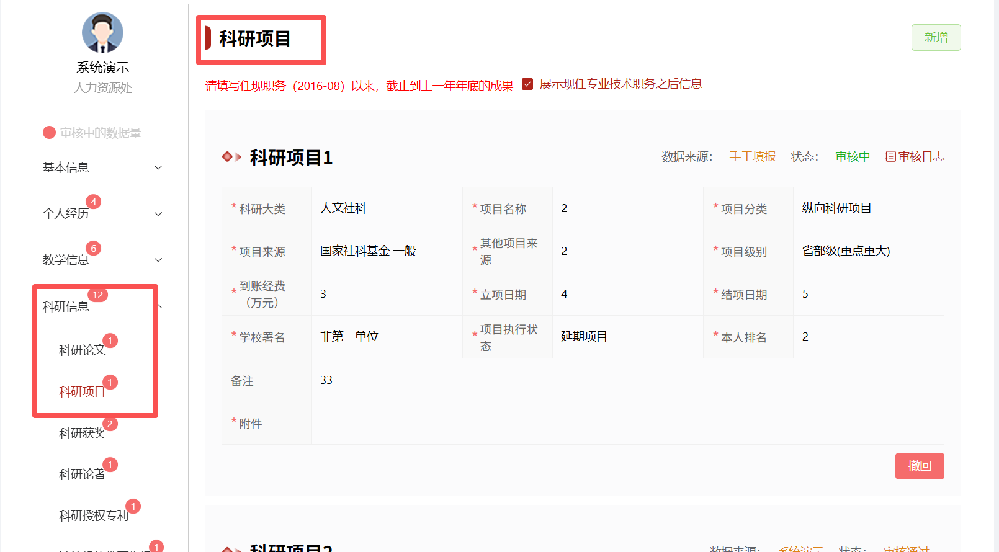 系统演示
人力资源处
审核中的数据量
基本信息
个人经历
4
教学信息
6
科研信息
12
科研论文
1
科研项目
1
科研获奖
2
科研论著
1
科研授权专利
1
1
科研项目
新增
请填写任现职务（2016-08）以来，截止到上一年年底的成果
展示现任专业技术职务之后信息
科研项目1
数据来源： 手工填报 状态： 审核中 审核日志
*科研大类 人文社科 *项目名称 2 *项目分类 纵向科研项目
*项目来源 国家社科基金 一般 *其他项目来源 2 *项目级别 省部级(重点重大)
*到账经费（万元） 3 *立项日期 4 *结项日期 5
*学校署名 非第一单位 *项目执行状态 延期项目 *本人排名 2
备注 33
*附件
撤回
科研项目2
数据来源： 系统演示 状态： 审核通过